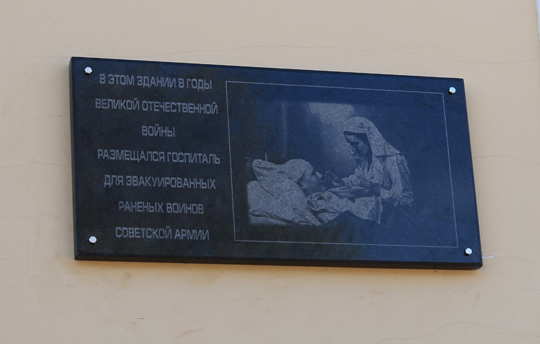 В ЭТОМ ЗДАНИИ В ГОДЫ
ВЕЛИКОЙ ОТЕЧЕСТВЕННОЙ
ВОЙНЫ
РАЗМЕЩАЛСЯ ГОСПИТАЛЬ
ДЛЯ ЭВАКУИРОВАННЫХ
РАНЕНЫХ ВОИНОВ
СОВЕТСКОЙ АРМИИ